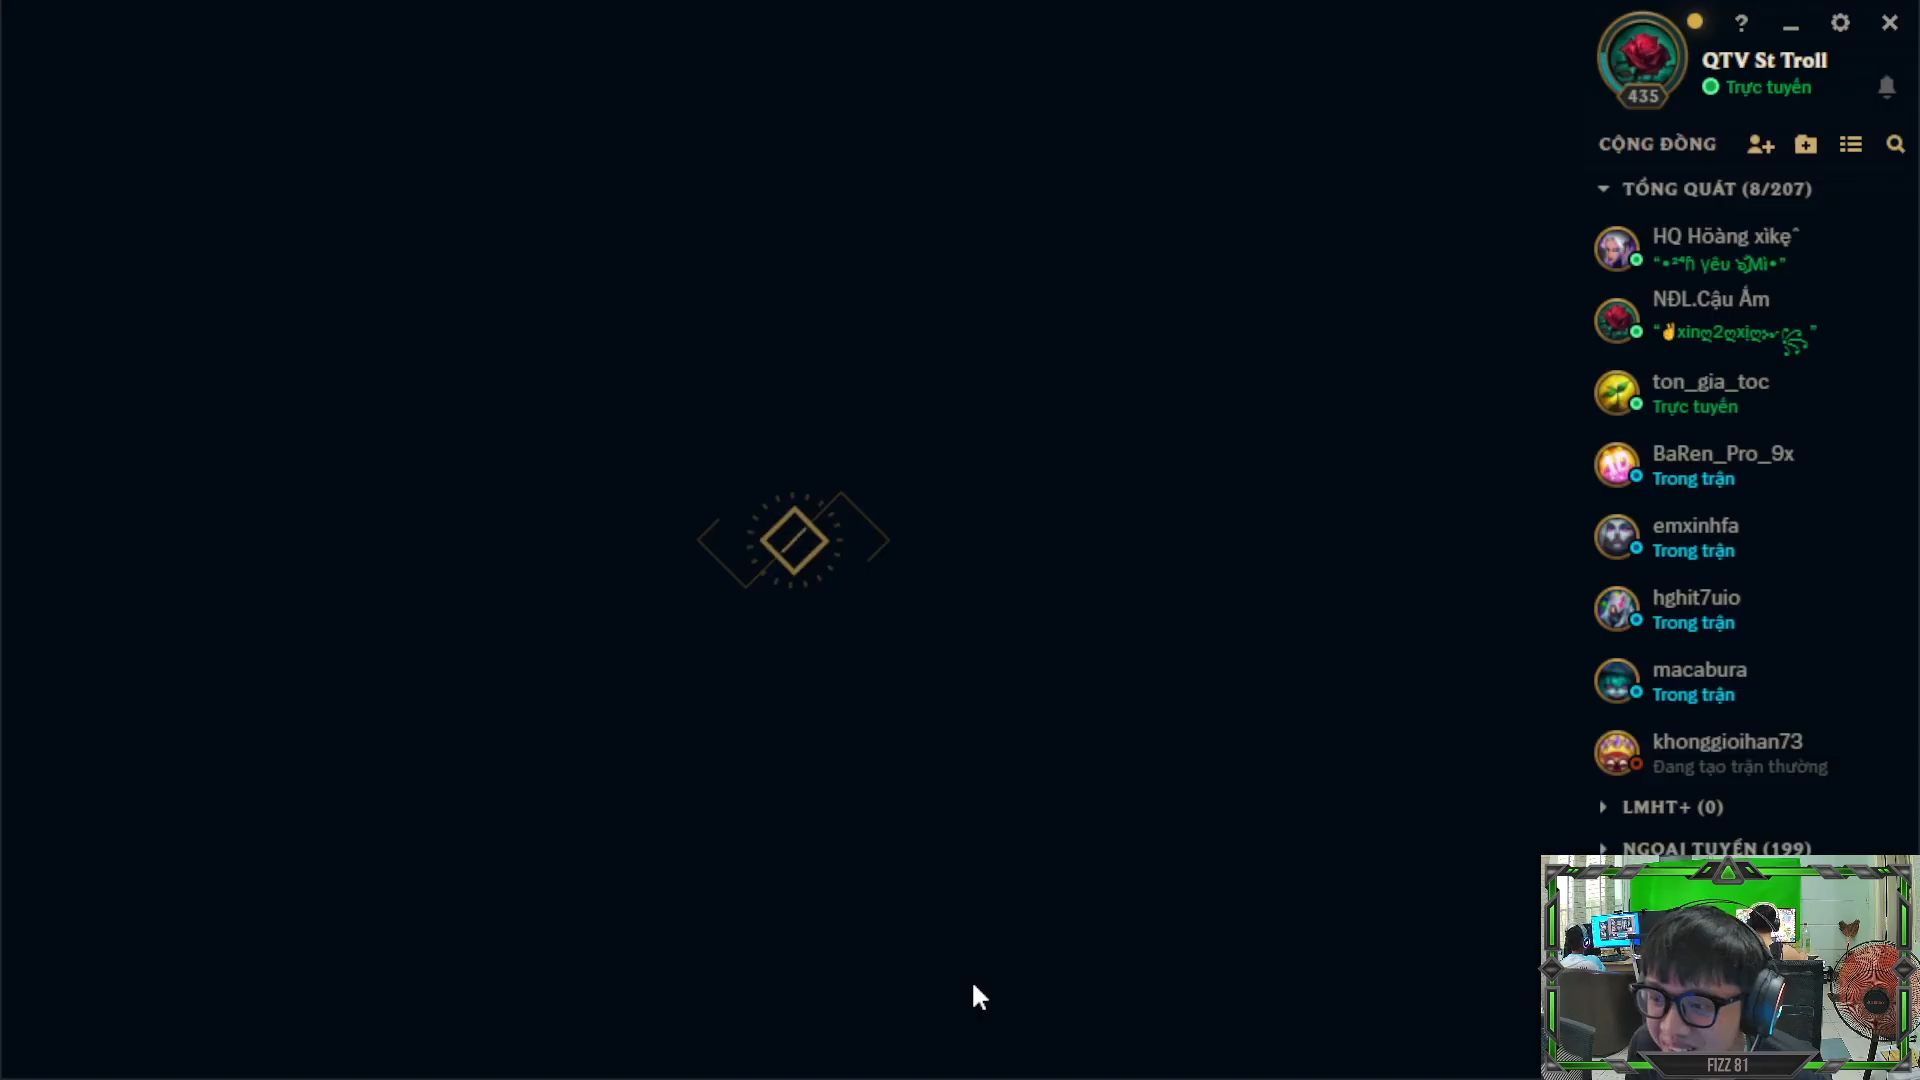 QTV St Troll
Trực tuyến
435
CỘNG ĐỒNG
TỔNG QUÁT (8/207)
HQ Höàng xìkẹˆ
NĐL.Cậu Ấm
ton_gia_toc
Trực tuyến
BaRen_Pro_9x
Trong trận
emxinhfa
Trong trận
hghit7uio
Trong trận
macabura
Trong trận
khonggioihan73
Đang tạo trận thường
LMHT+ (0)
NGOẠI TUYẾN (199)
FIZZ 81